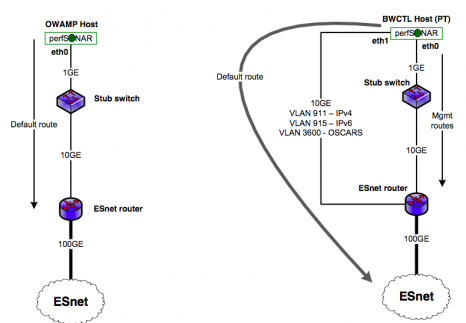 OWAMP Host
perfSONAR
eth0
1GE
Stub switch
Default route
10GE
ESnet router
100GE
ESnet
BWCTL Host (PT)
eth1
perfSONAR
eth0
1GE
Default route
Stub switch
10GE
VLAN 911 – IPv4
VLAN 915 – IPv6
VLAN 3600 - OSCARS
Mgmt
routes
10GE
ESnet router
100GE
ESnet